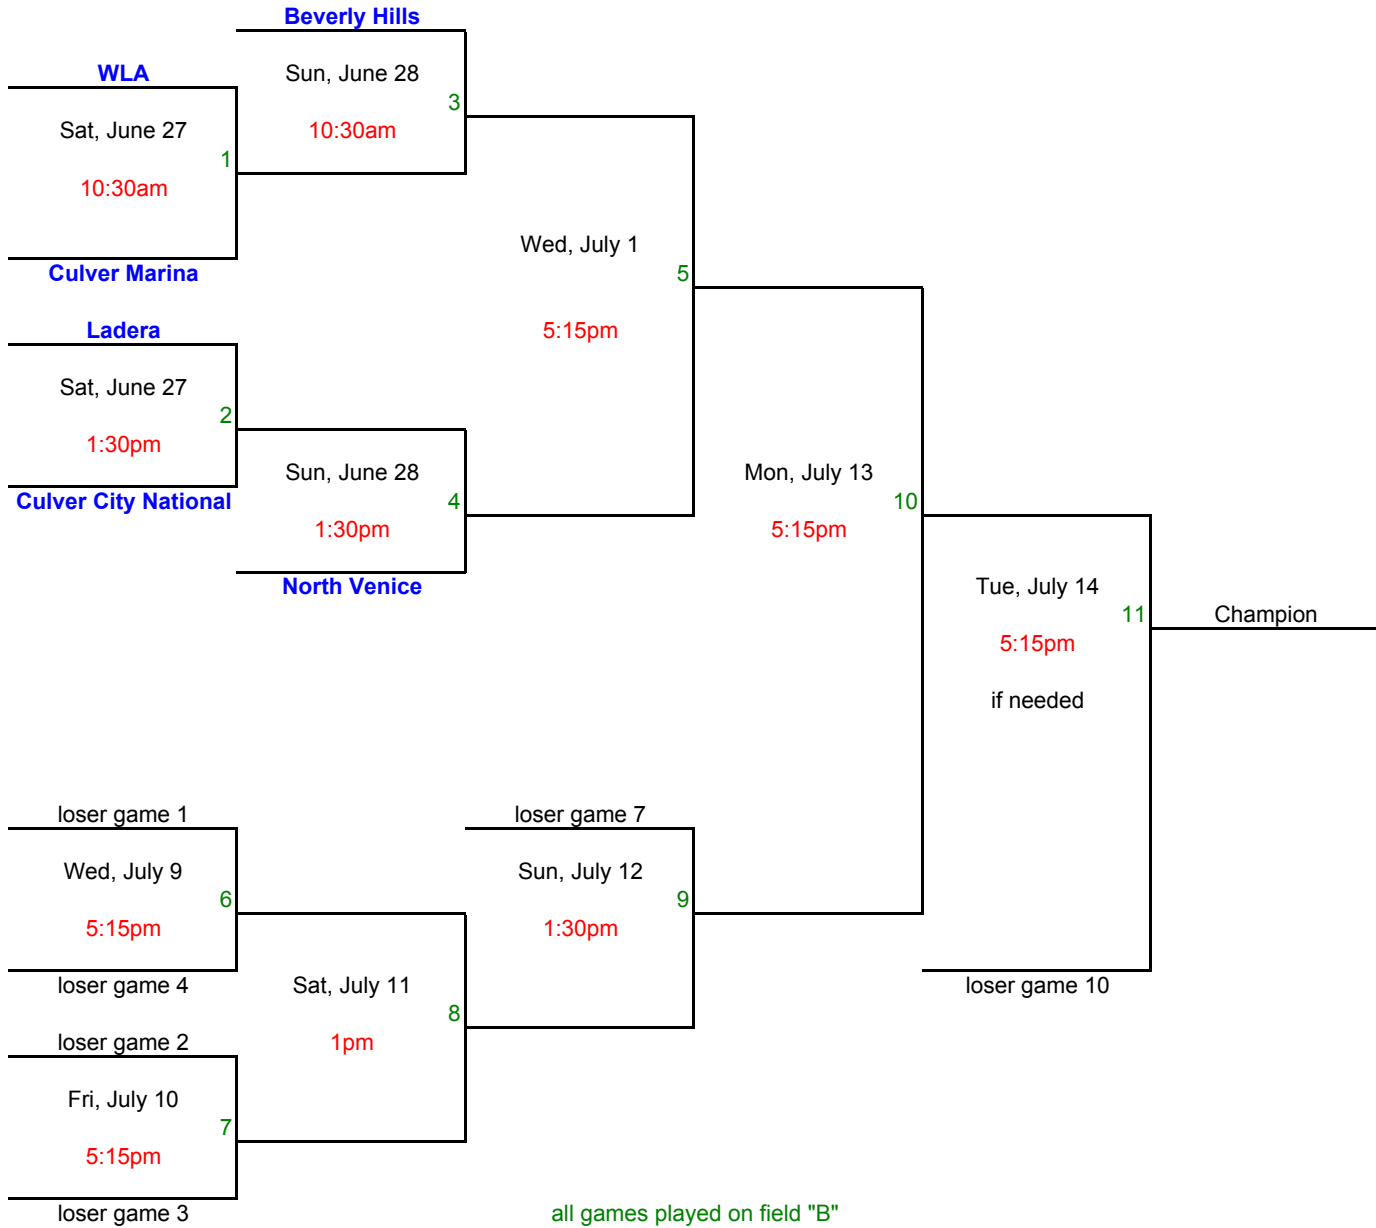 Beverly Hills
WLA
Sun, June 28
3
Sat, June 27
10:30am
1
10:30am
Wed, July 1
Culver Marina
5
Ladera
5:15pm
Sat, June 27
2
1:30pm
Sun, June 28
Mon, July 13
Culver City National
4
10
1:30pm
5:15pm
North Venice
Tue, July 14
11
Champion
5:15pm
if needed
loser game 1
loser game 7
Wed, July 9
Sun, July 12
6
9
5:15pm
1:30pm
loser game 4
Sat, July 11
loser game 10
8
loser game 2
1pm
Fri, July 10
7
5:15pm
loser game 3
all games played on field "B"